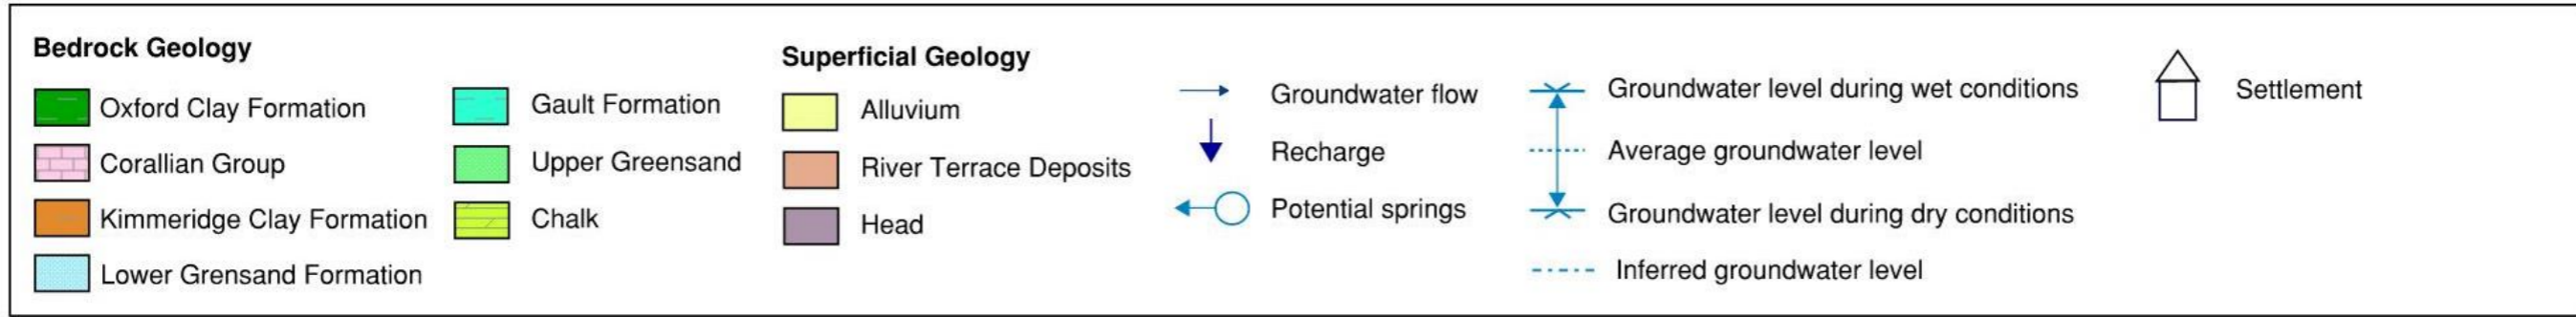 Bedrock Geology
Oxford Clay Formation
Corallian Group
Kimmeridge Clay Formation
Lower Grensand Formation
Gault Formation
Upper Greensand
Chalk
Superficial Geology
Alluvium
River Terrace Deposits
Head
Groundwater flow
Recharge
Potential springs
Groundwater level during wet conditions
Average groundwater level
Groundwater level during dry conditions
Inferred groundwater level
Settlement